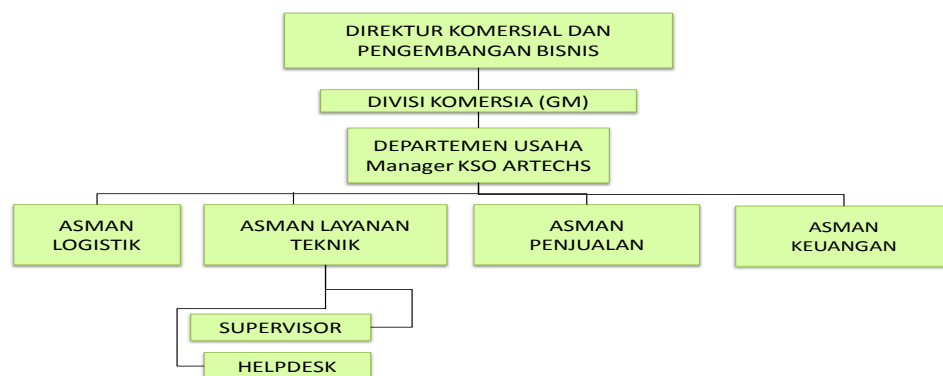 DIREKTUR KOMERSIAL DAN
PENGEMBANGAN BISNIS
DIVISI KOMERSIA (GM)
DEPARTEMEN USAHA
Manager KSO ARTECHS
ASMAN
LOGISTIK
ASMAN LAYANAN
TEKNIK
ASMAN
PENJUALAN
ASMAN
KEUANGAN
SUPERVISOR
HELPDESK